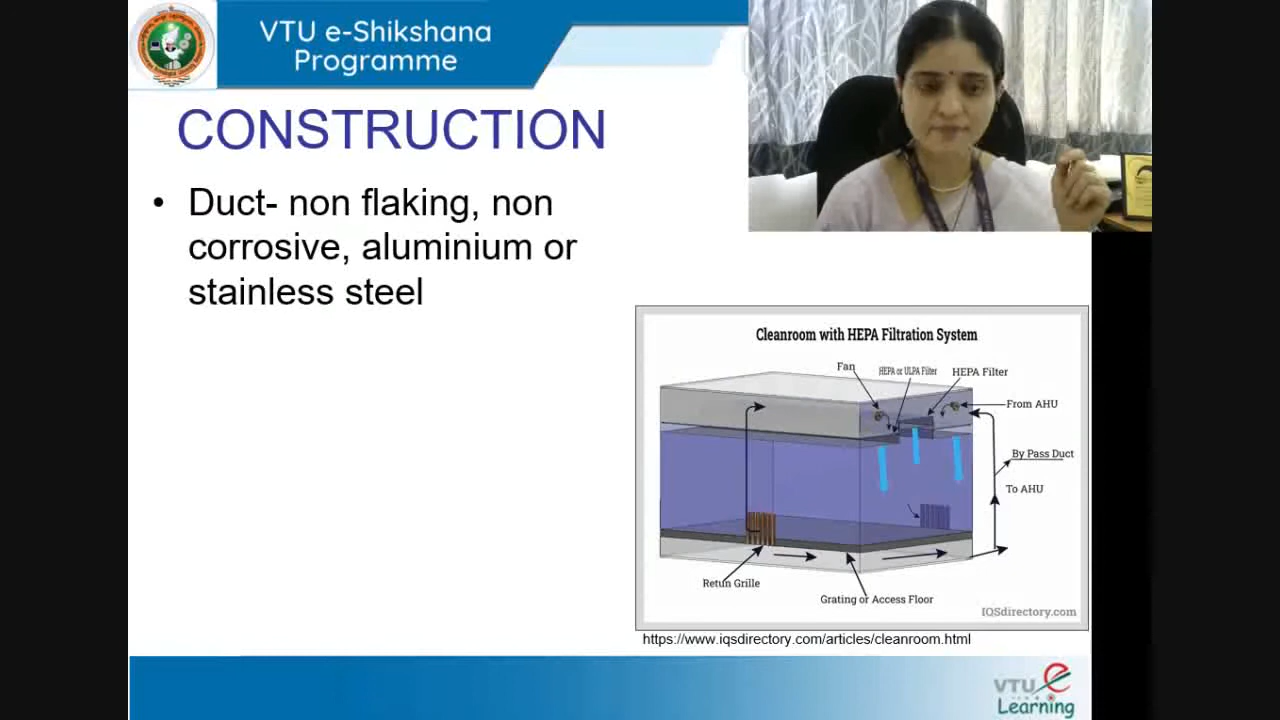 VTU e-Shikshana
Programme
CONSTRUCTION
• Duct- non flaking, non
corrosive, aluminium or
stainless steel
Cleanroom with HEPA Filtration System
Fan
HEPA or ULPA Filter
HEPA Filter
From AHU
By Pass Duct
To AHU
Retun Grille
Grating or Access Floor
IQSdirectory.com
https://www.iqsdirectory.com/articles/cleanroom.html
VTU e
Learning